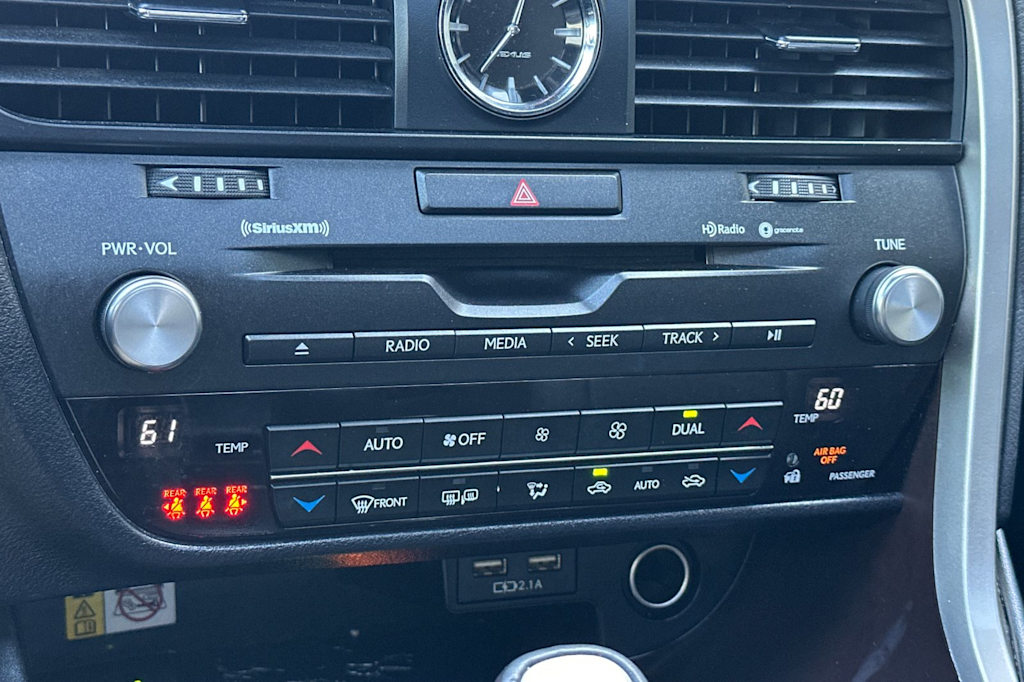 LEXUS
((SiriusXM))
HD Radio
gracenote
PWR·VOL
TUNE
RADIO
MEDIA
< SEEK
TRACK >
61
TEMP
AUTO
OFF
DUAL
60
TEMP
REAR
REAR
REAR
FRONT
AUTO
AIR BAG
OFF
PASSENGER
2.1A